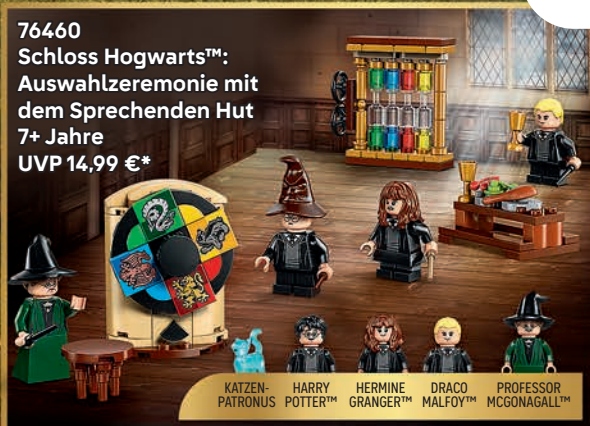 76460
Schloss Hogwarts™:
Auswahlzeremonie mit
dem Sprechenden Hut
7+ Jahre
UVP 14,99 €*
KATZEN-
PATRONUS
HARRY
POTTER™
HERMINE
GRANGER™
DRACO
MALFOY™
PROFESSOR
MCGONAGALL™